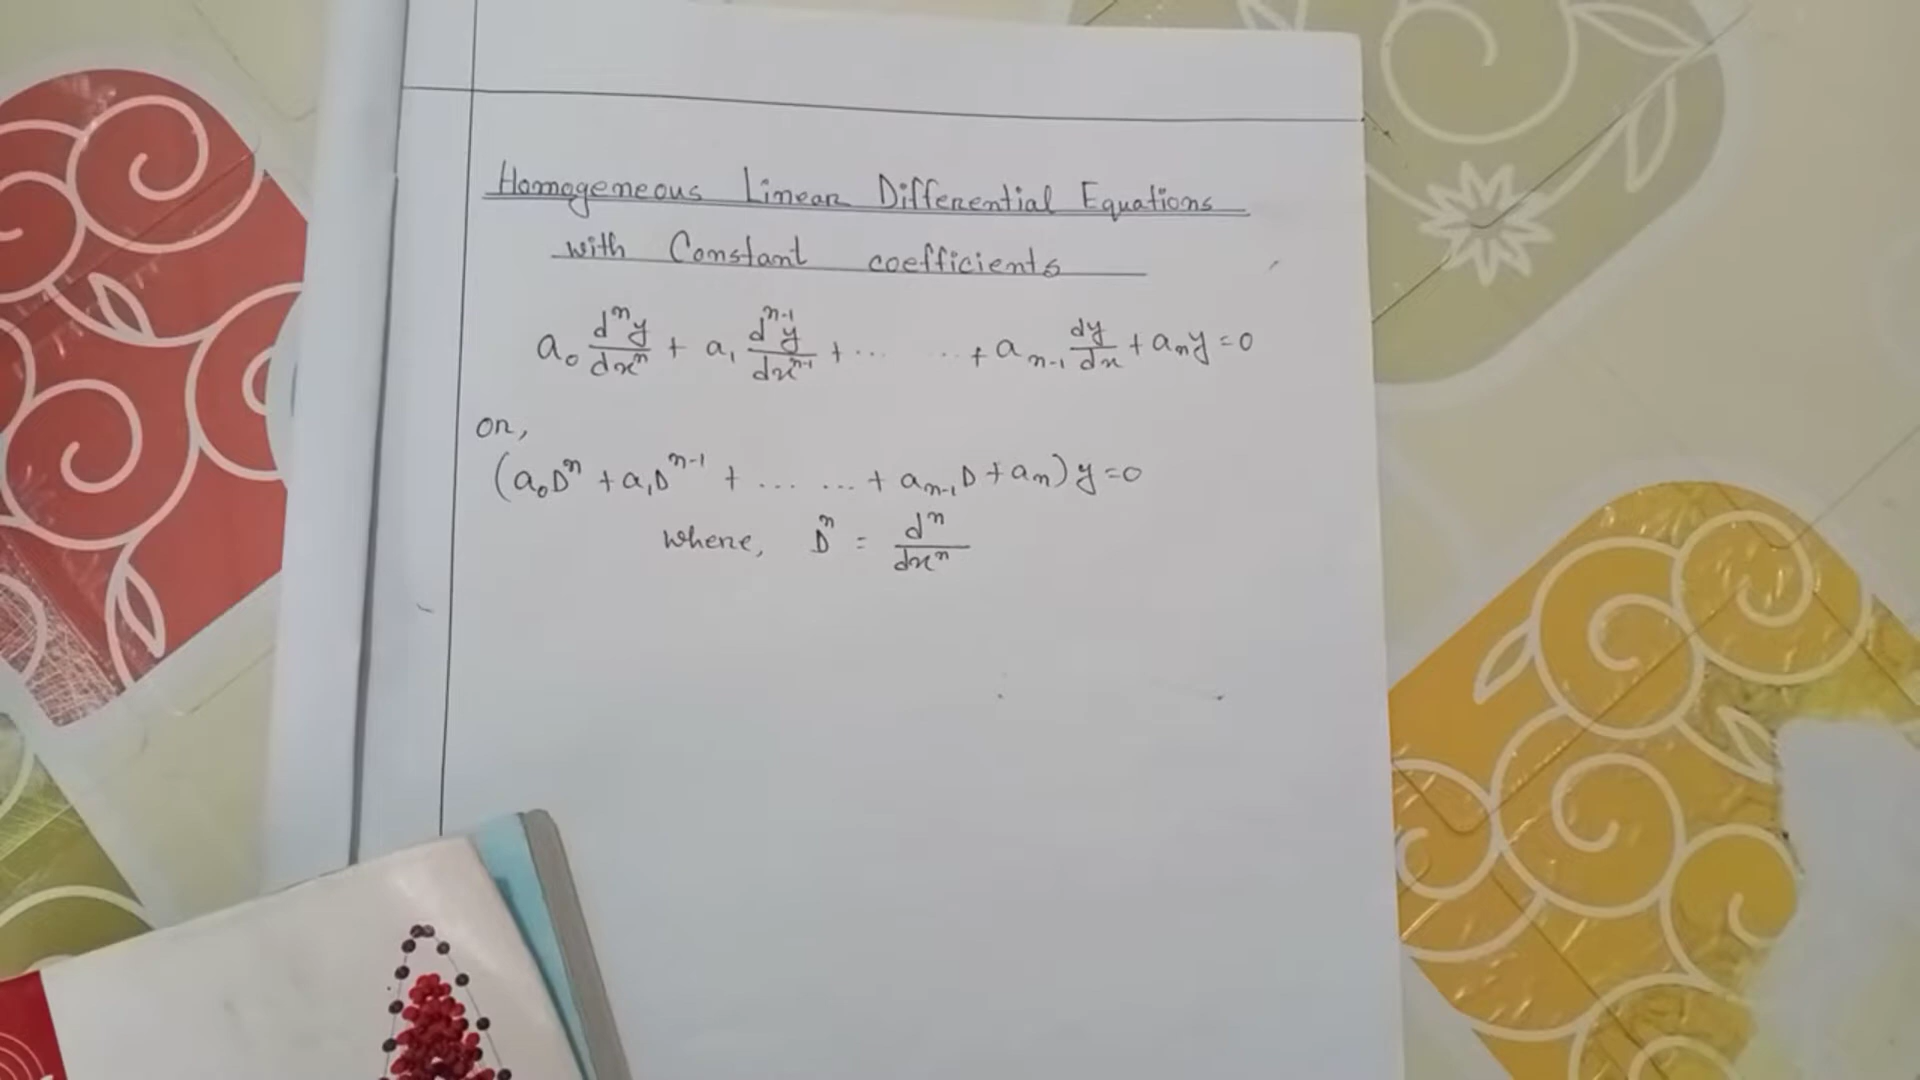 Homogeneous Linear Differential Equations
with Constant coefficients
a₀ dⁿy/dxⁿ + a₁ dⁿ⁻¹y/dxⁿ⁻¹ + ... ... + aₙ₋₁ dy/dx + aₙy = 0
or,
(a₀Dⁿ + a₁Dⁿ⁻¹ + ... ... + aₙ₋₁D + aₙ) y = 0
where, Dⁿ = dⁿ/dxⁿ